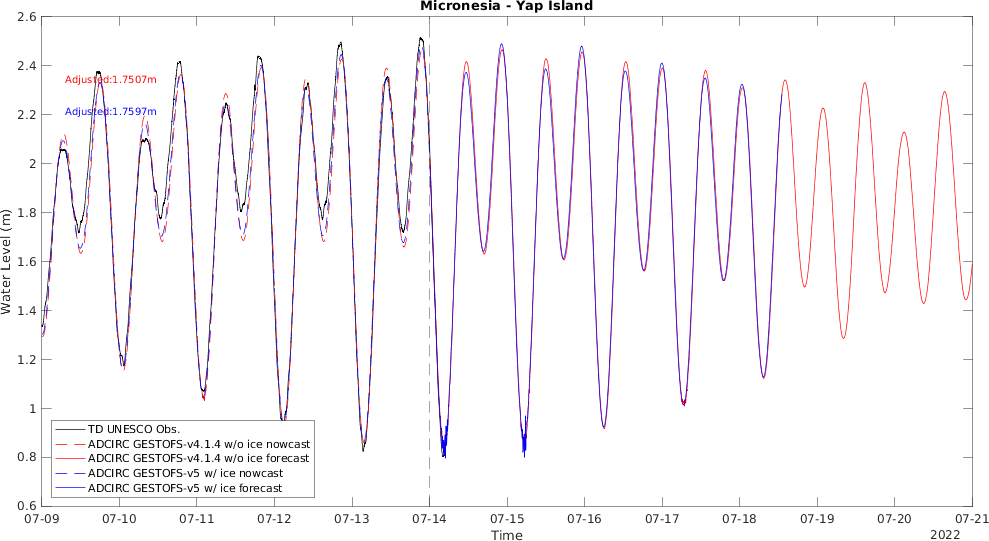 Micronesia - Yap Island
2.6
2.4
2.2
2
1.8
1.6
1.4
1.2
1
0.8
0.6
Water Level (m)
Adjusted:1.7507m
Adjusted:1.7597m
TD UNESCO Obs.
ADCIRC GESTOFS-v4.1.4 w/o ice nowcast
ADCIRC GESTOFS-v4.1.4 w/o ice forecast
ADCIRC GESTOFS-v5 w/ ice nowcast
ADCIRC GESTOFS-v5 w/ ice forecast
07-09 07-10 07-11 07-12 07-13 07-14 07-15 07-16 07-17 07-18 07-19 07-20 07-21
Time
2022